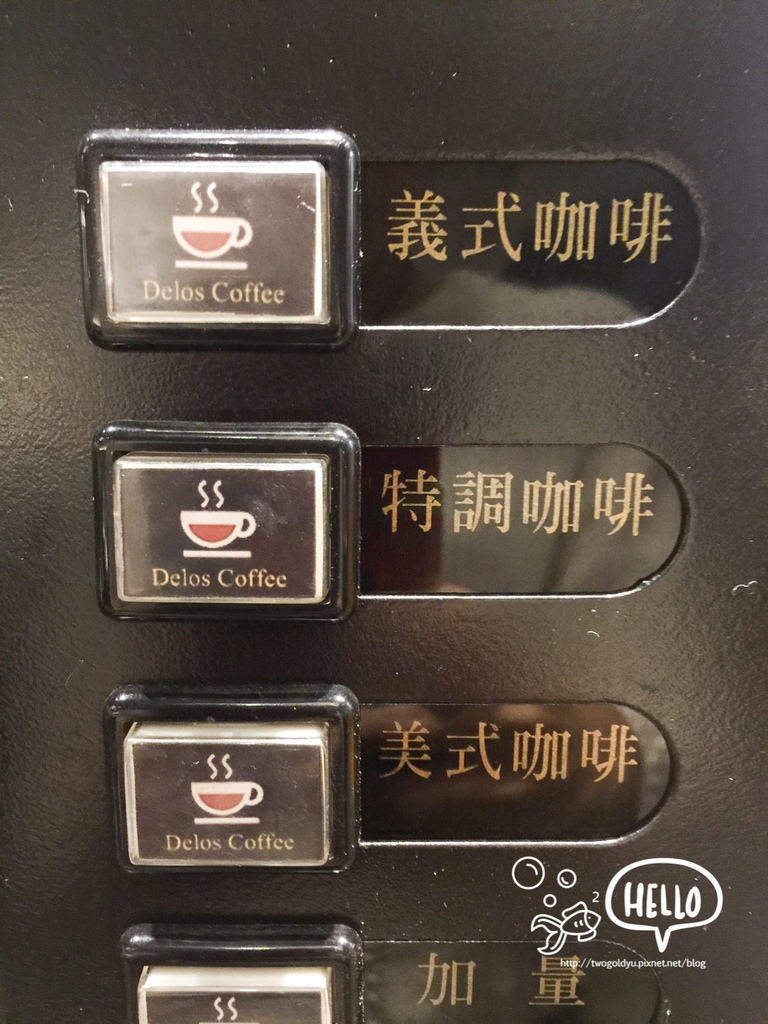 義式咖啡
Delos Coffee
特調咖啡
Delos Coffee
美式咖啡
Delos Coffee
HELLO
2
http://twogoldyu.pixnet.net/blog
加 量